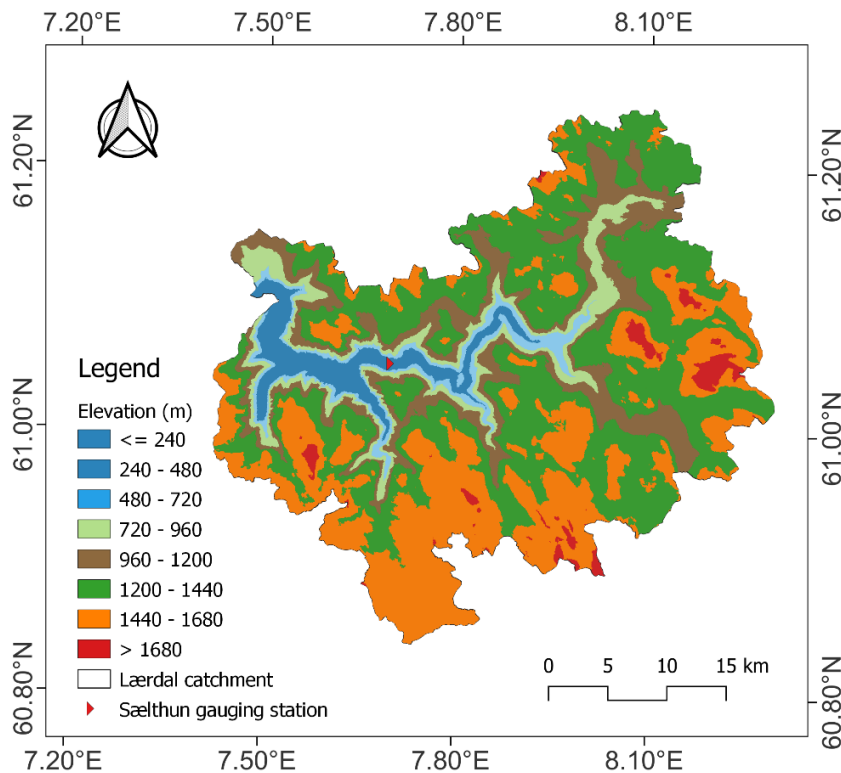 7.20°E 7.50°E 7.80°E 8.10°E
61.20°N 61.20°N
61.00°N 61.00°N
60.80°N 60.80°N
Legend
Elevation (m)
<= 240
240 - 480
480 - 720
720 - 960
960 - 1200
1200 - 1440
1440 - 1680
> 1680
Lærdal catchment
Sælthun gauging station
0 5 10 15 km
7.20°E 7.50°E 7.80°E 8.10°E